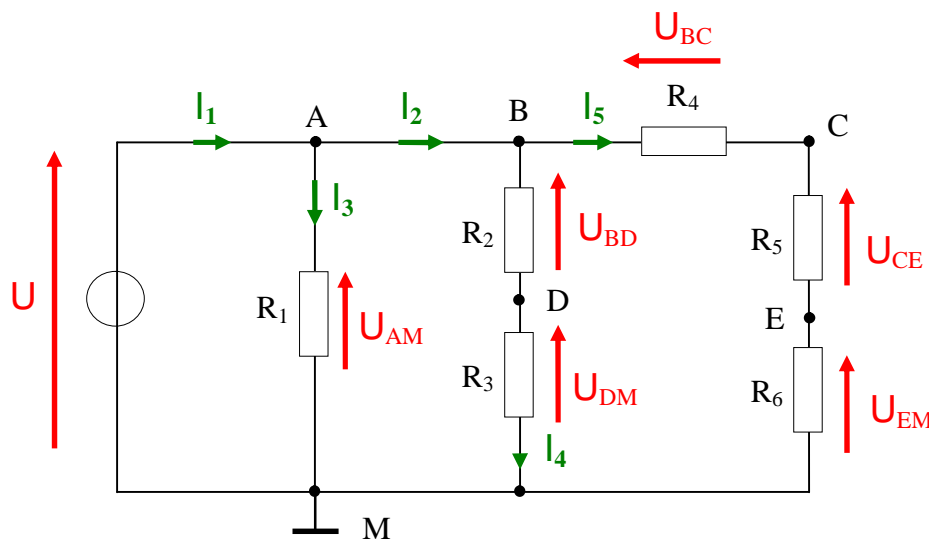 U_BC
R_4
I_1
A
I_2
B
I_5
C
I_3
R_2
U_BD
R_5
U_CE
U
R_1
U_AM
D
E
R_3
U_DM
R_6
U_EM
I_4
M